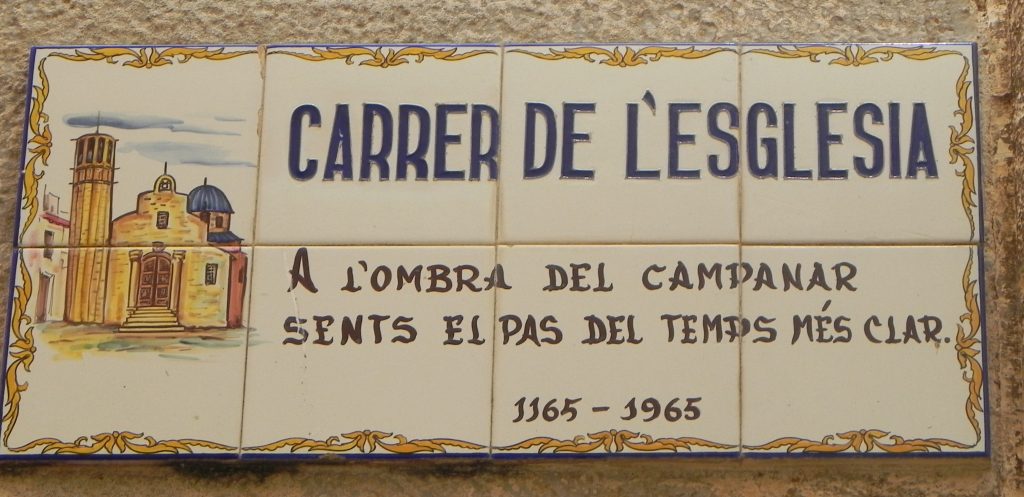 CARRER DE L'ESGLESIA
A L'OMBRA DEL CAMPANAR
SENTS EL PAS DEL TEMPS MÉS CLAR.
1165 - 1965